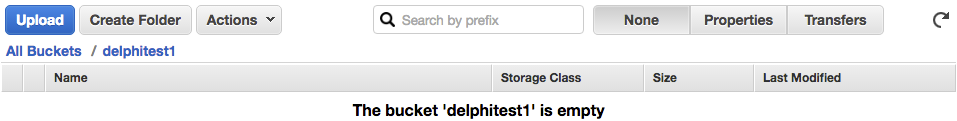 Upload Create Folder Actions Search by prefix None Properties Transfers
All Buckets / delphitest1
Name Storage Class Size Last Modified
The bucket 'delphitest1' is empty